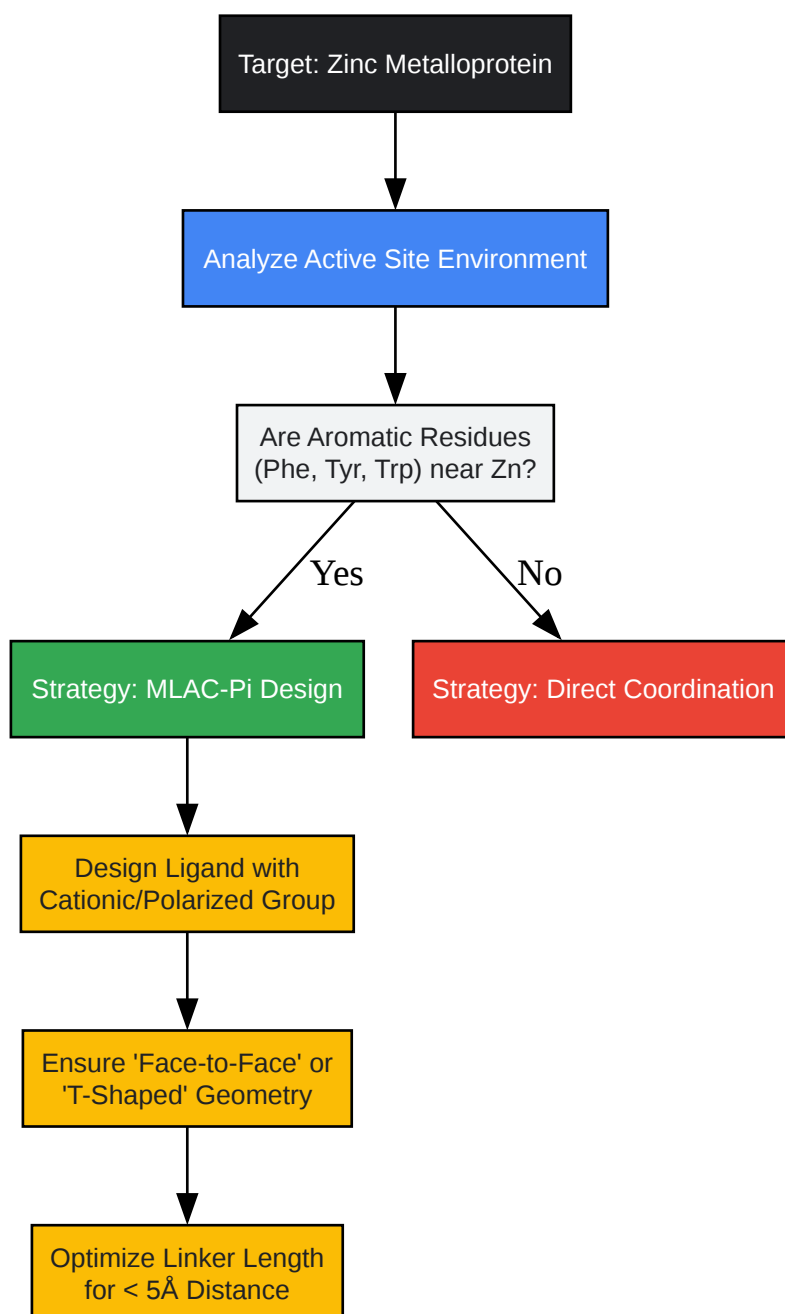 Target: Zinc Metalloprotein
Analyze Active Site Environment
Are Aromatic Residues
(Phe, Tyr, Trp) near Zn?
Yes
No
Strategy: MLAC-Pi Design
Strategy: Direct Coordination
Design Ligand with
Cationic/Polarized Group
Ensure 'Face-to-Face' or
'T-Shaped' Geometry
Optimize Linker Length
for < 5Å Distance